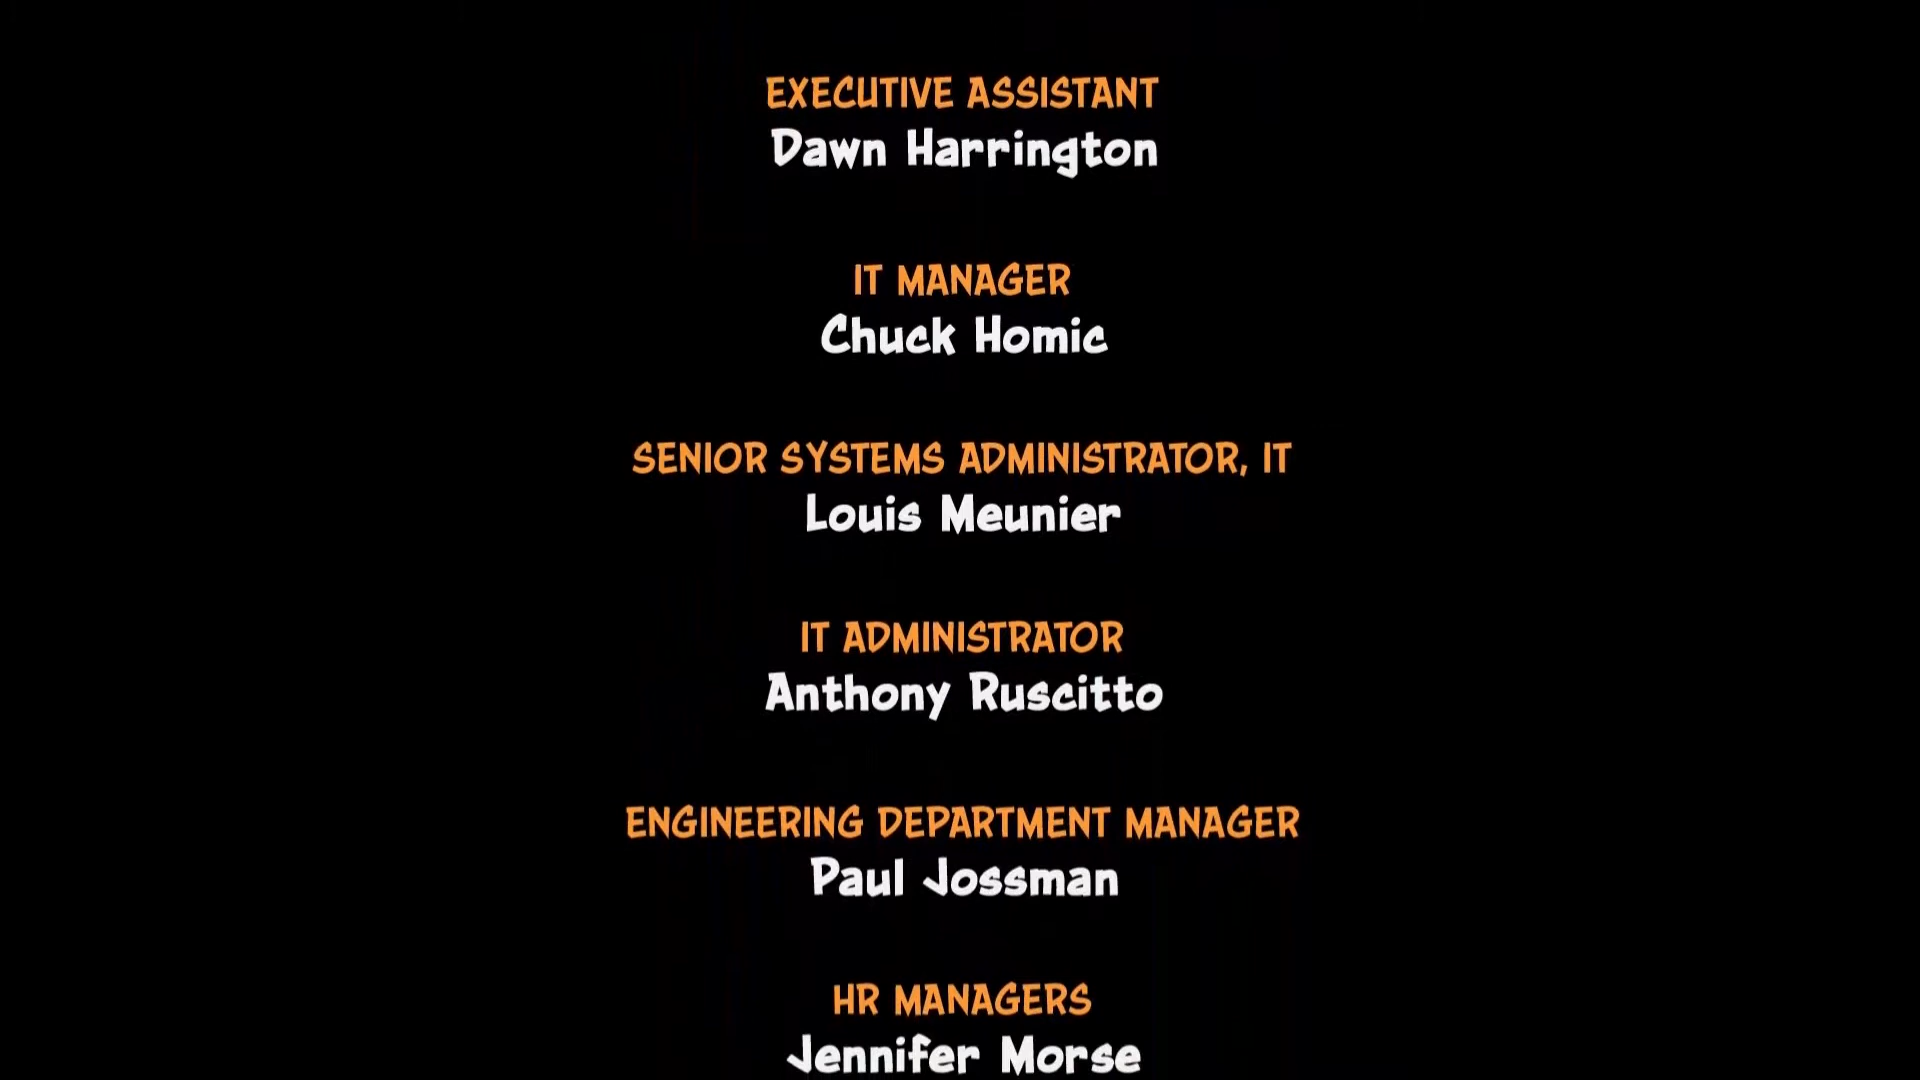 EXECUTIVE ASSISTANT
Dawn Harrington
IT MANAGER
Chuck Homic
SENIOR SYSTEMS ADMINISTRATOR, IT
Louis Meunier
IT ADMINISTRATOR
Anthony Ruscitto
ENGINEERING DEPARTMENT MANAGER
Paul Jossman
HR MANAGERS
Jennifer Morse